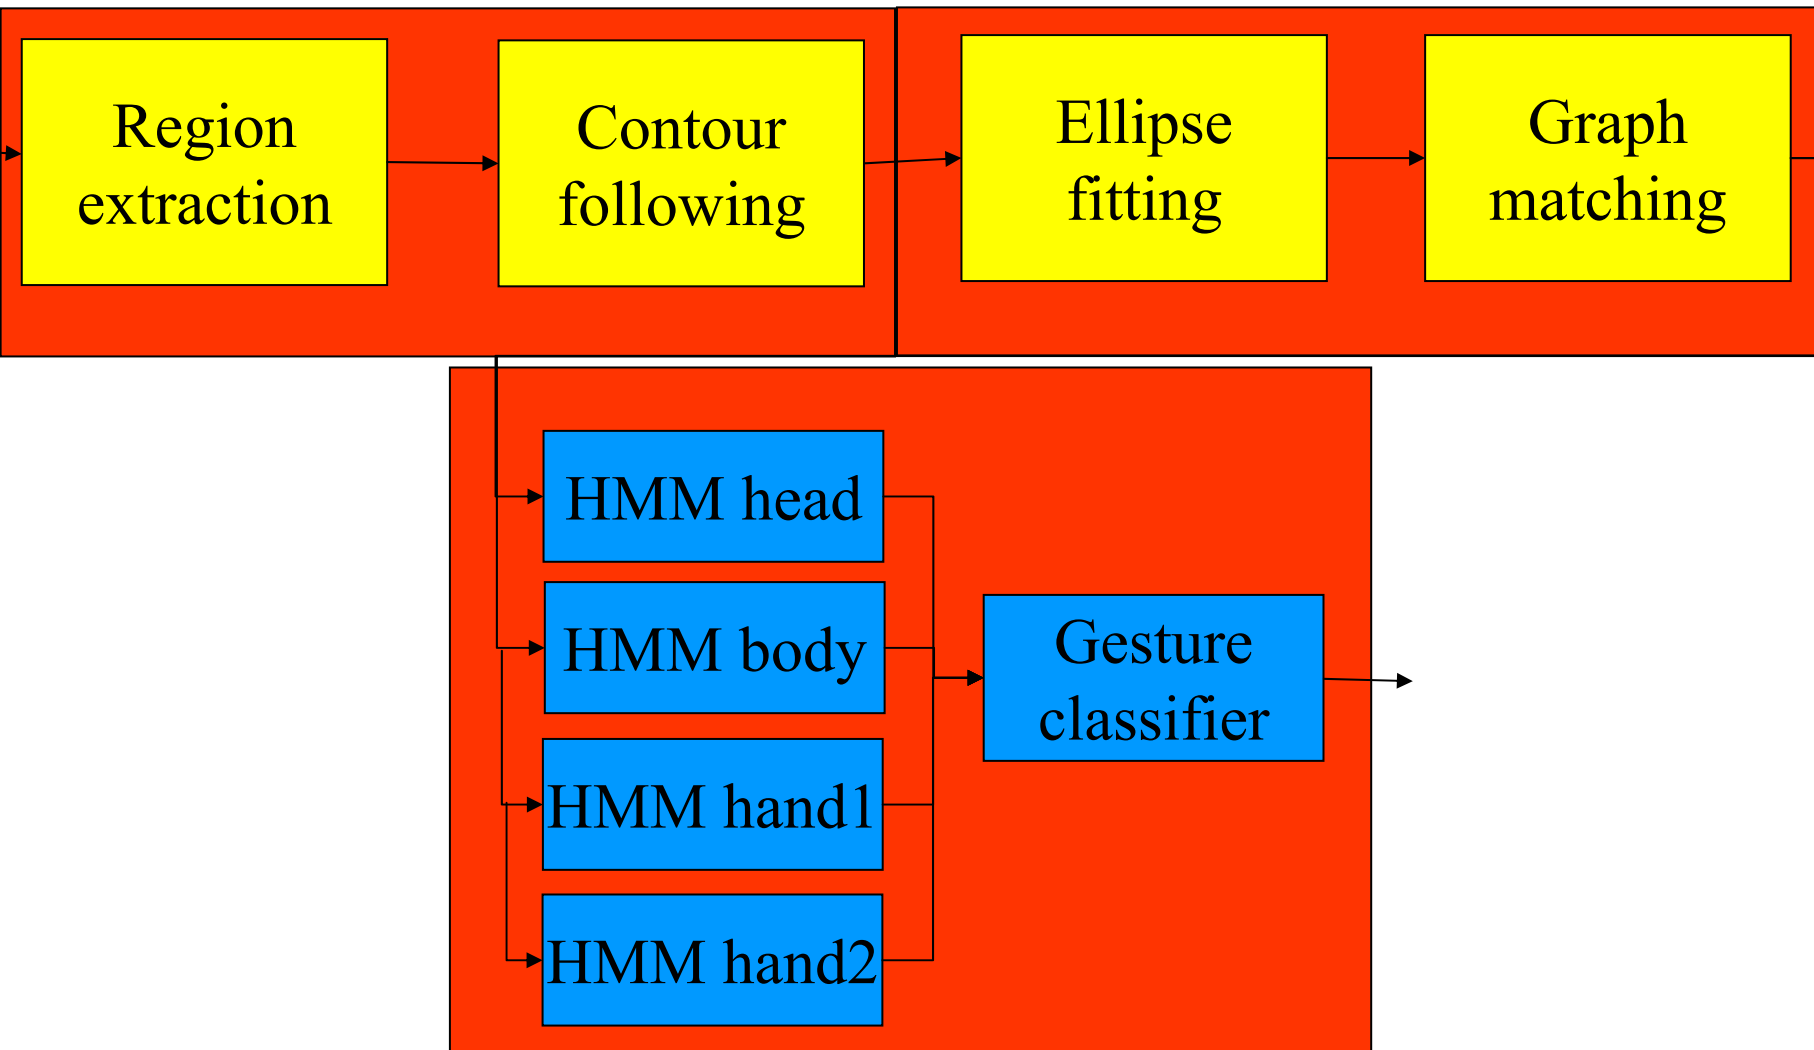 Region
extraction
Contour
following
Ellipse
fitting
Graph
matching
HMM head
HMM body
HMM hand1
HMM hand2
Gesture
classifier